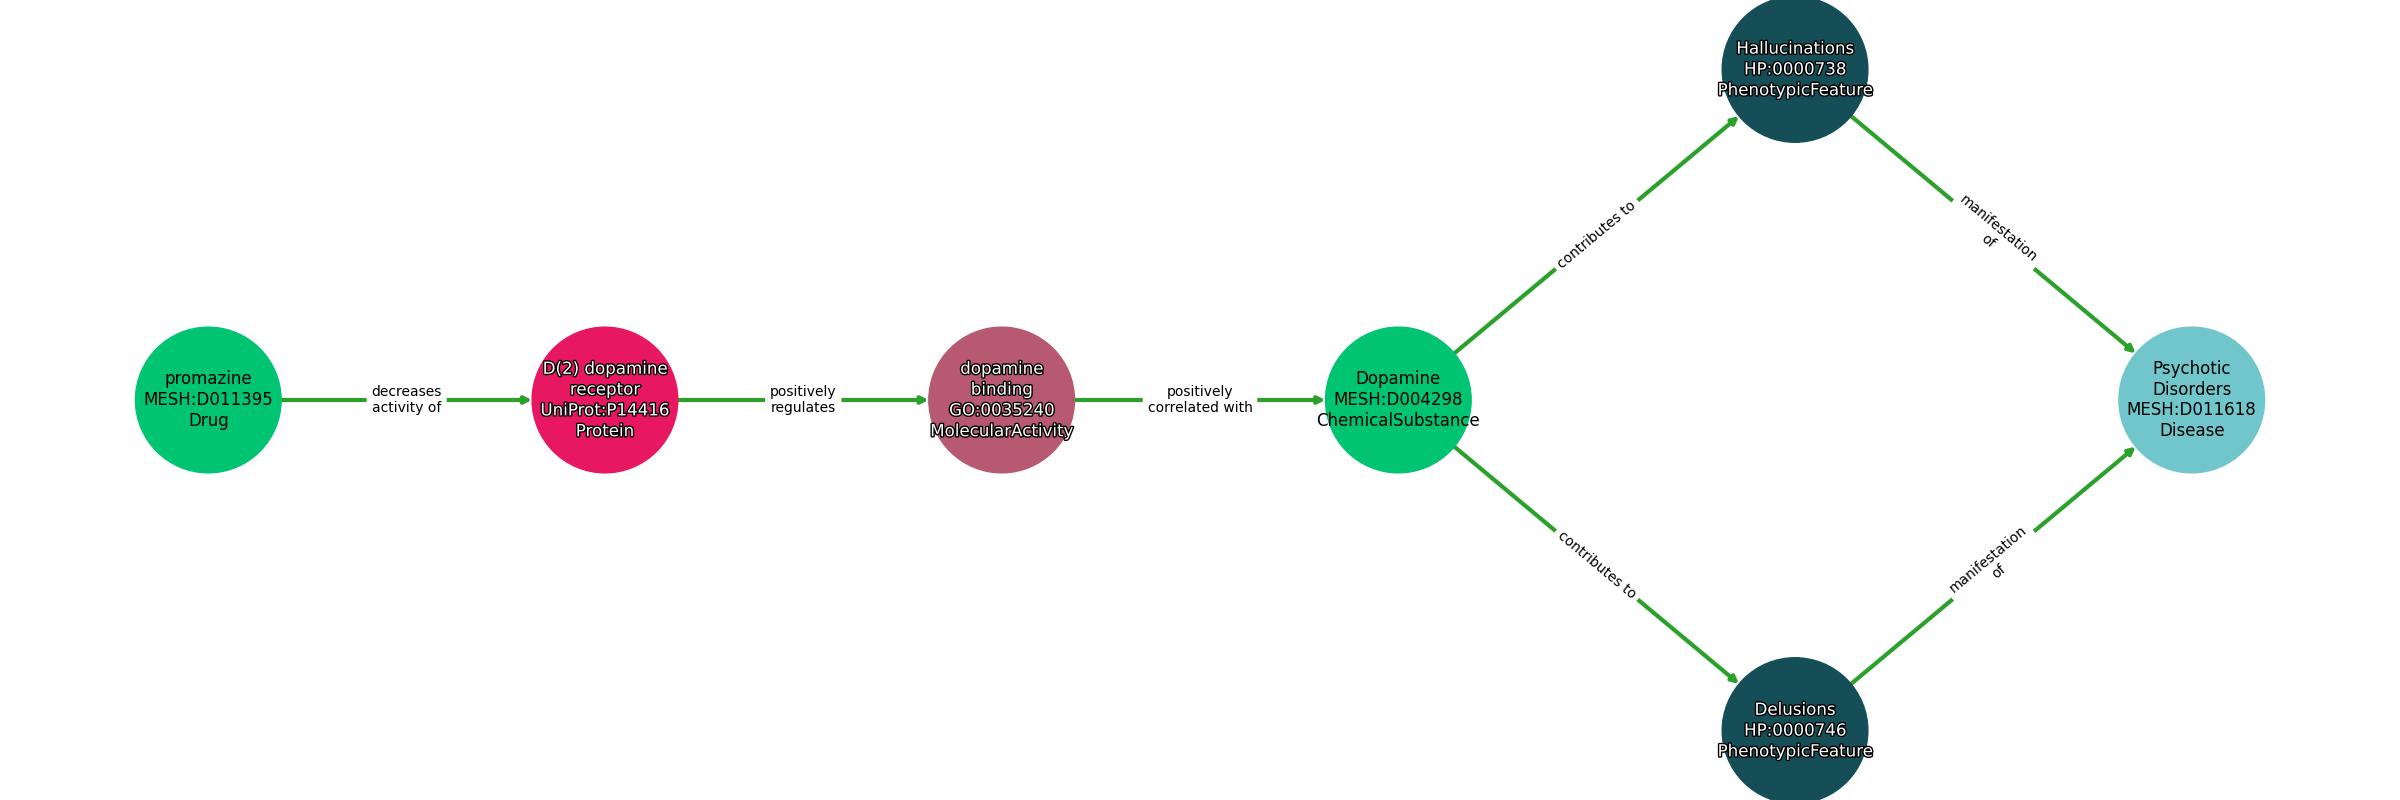 Hallucinations
HP:0000738
PhenotypicFeature
contributes to
manifestation
of
promazine
MESH:D011395
Drug
decreases
activity of
D(2) dopamine
receptor
UniProt:P14416
Protein
positively
regulates
dopamine
binding
GO:0035240
MolecularActivity
positively
correlated with
Dopamine
MESH:D004298
ChemicalSubstance
Psychotic
Disorders
MESH:D011618
Disease
contributes to
manifestation
of
Delusions
HP:0000746
PhenotypicFeature